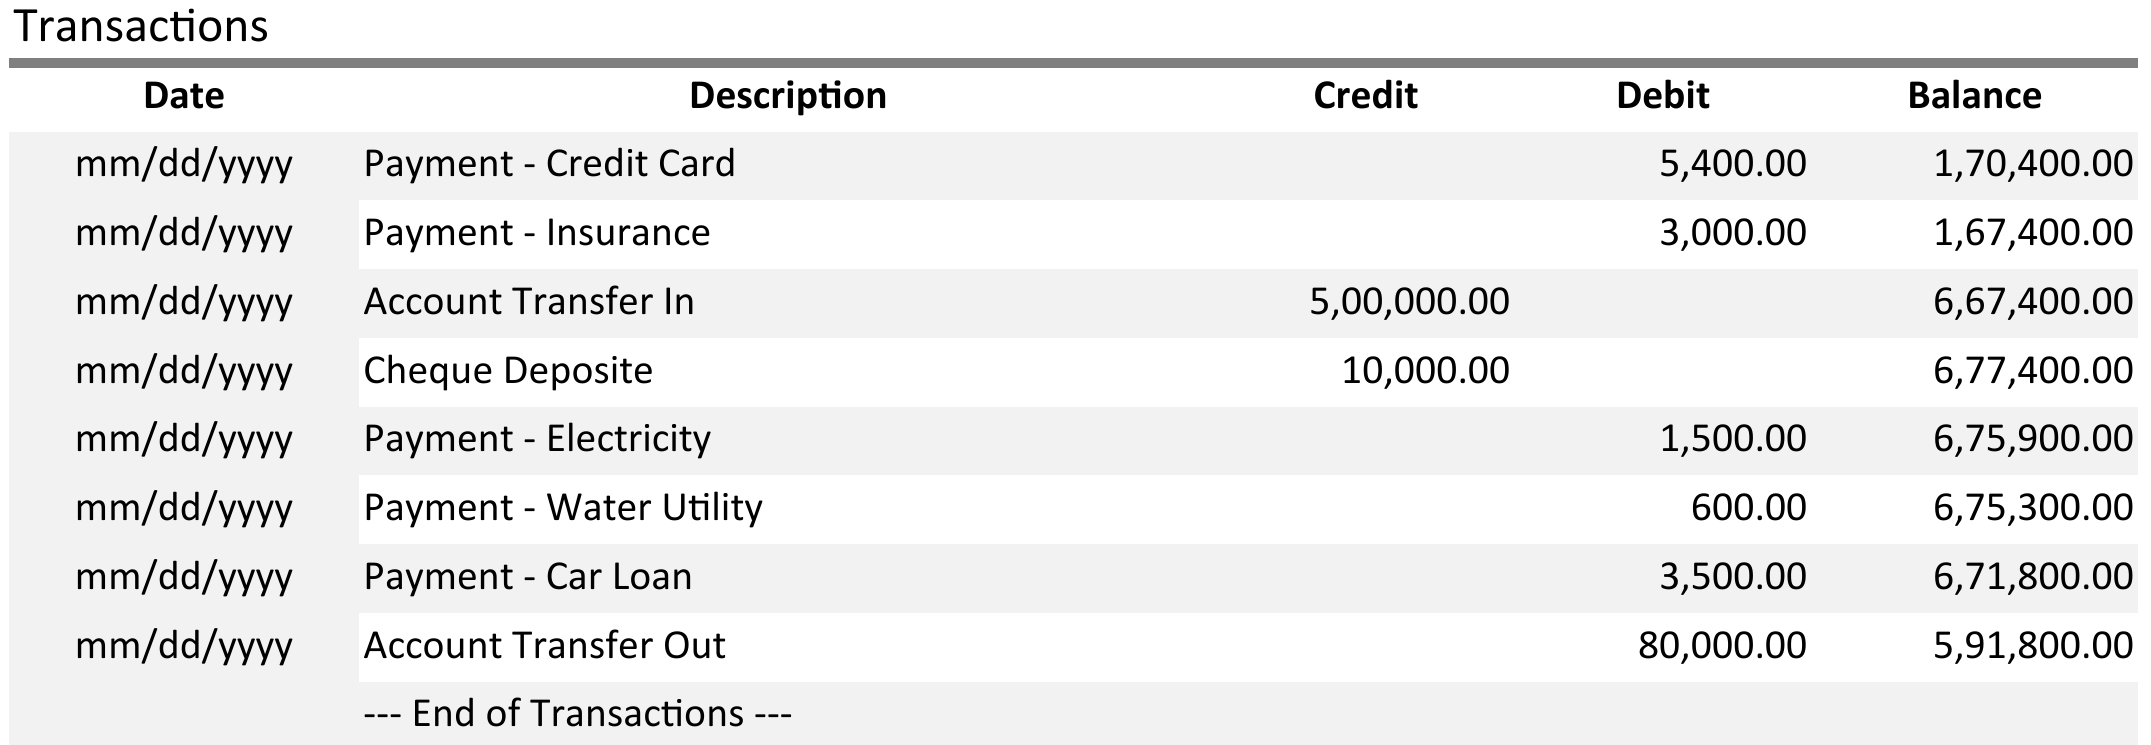 Transactions
Date Description Credit Debit Balance
mm/dd/yyyy Payment - Credit Card 5,400.00 1,70,400.00
mm/dd/yyyy Payment - Insurance 3,000.00 1,67,400.00
mm/dd/yyyy Account Transfer In 5,00,000.00 6,67,400.00
mm/dd/yyyy Cheque Deposite 10,000.00 6,77,400.00
mm/dd/yyyy Payment - Electricity 1,500.00 6,75,900.00
mm/dd/yyyy Payment - Water Utility 600.00 6,75,300.00
mm/dd/yyyy Payment - Car Loan 3,500.00 6,71,800.00
mm/dd/yyyy Account Transfer Out 80,000.00 5,91,800.00
--- End of Transactions ---